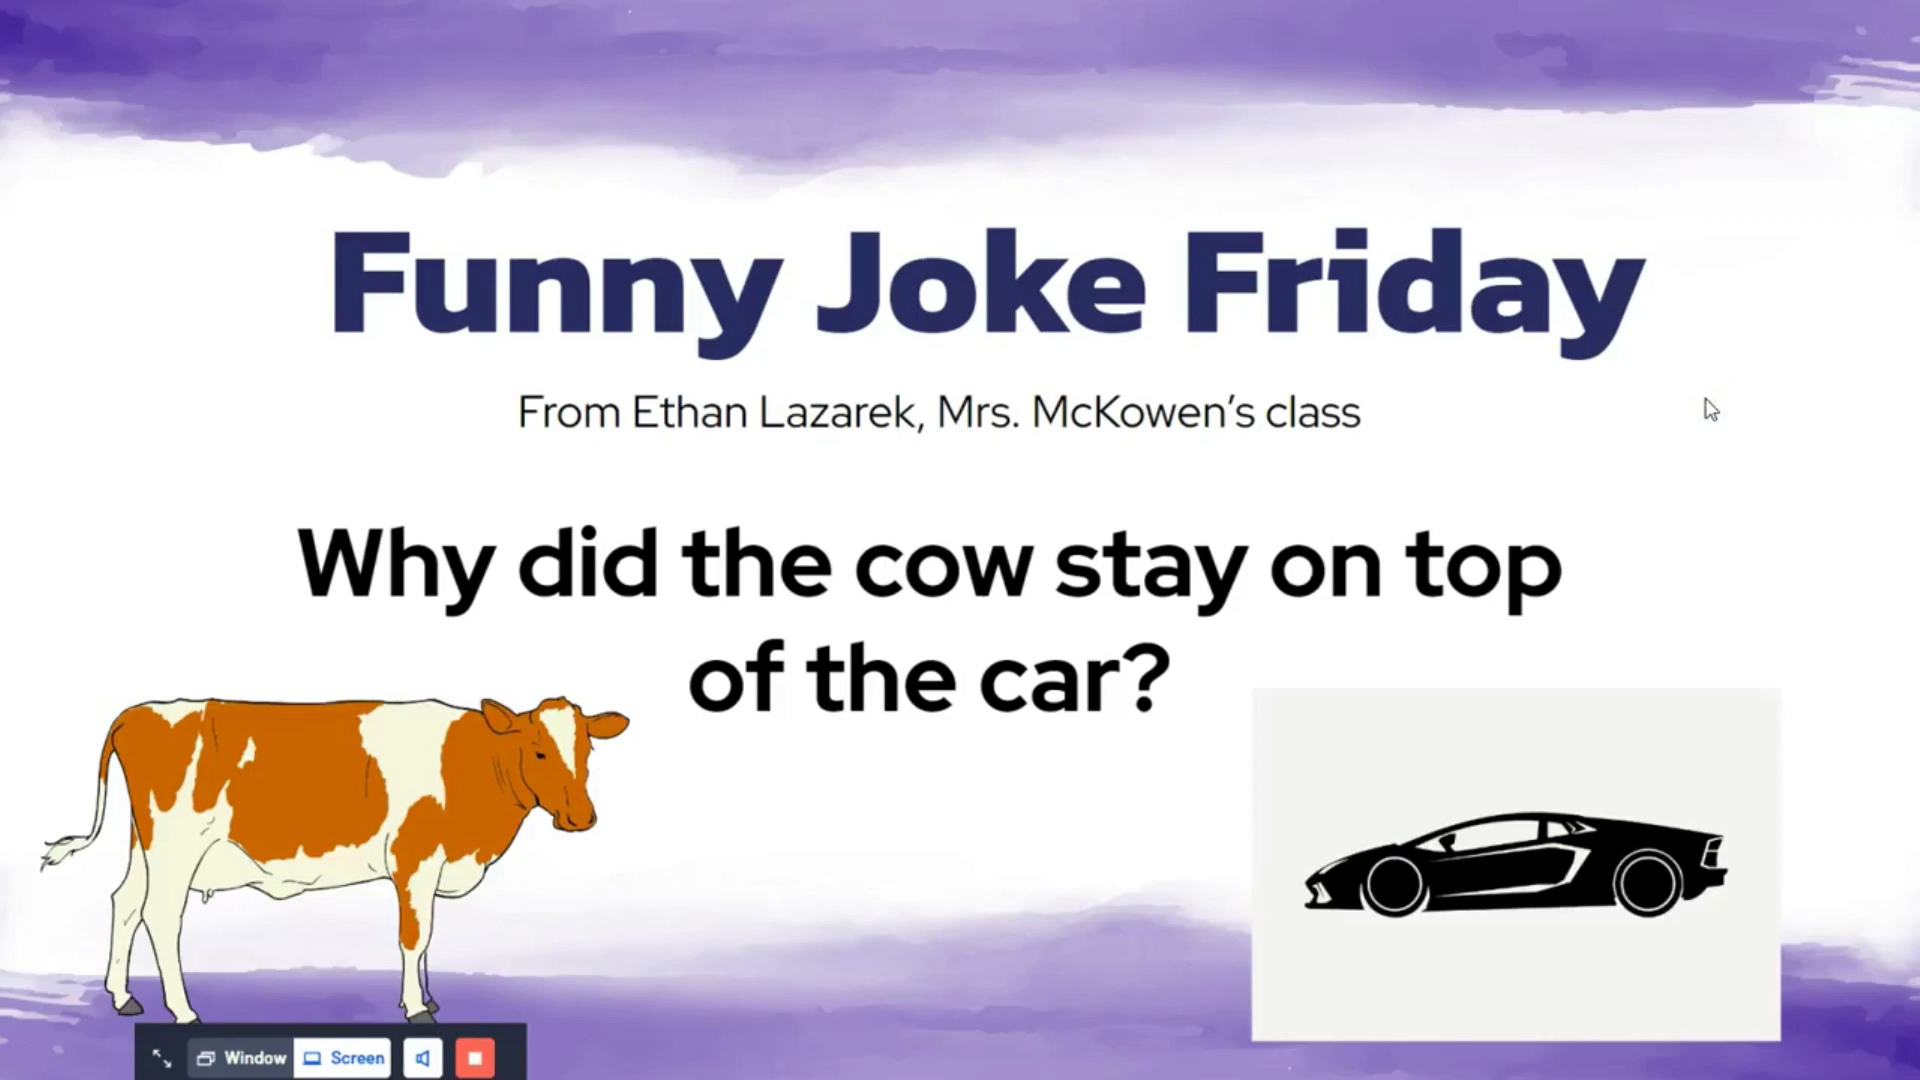 Funny Joke Friday
From Ethan Lazarek, Mrs. McKowen’s class
Why did the cow stay on top
of the car?
Window Screen